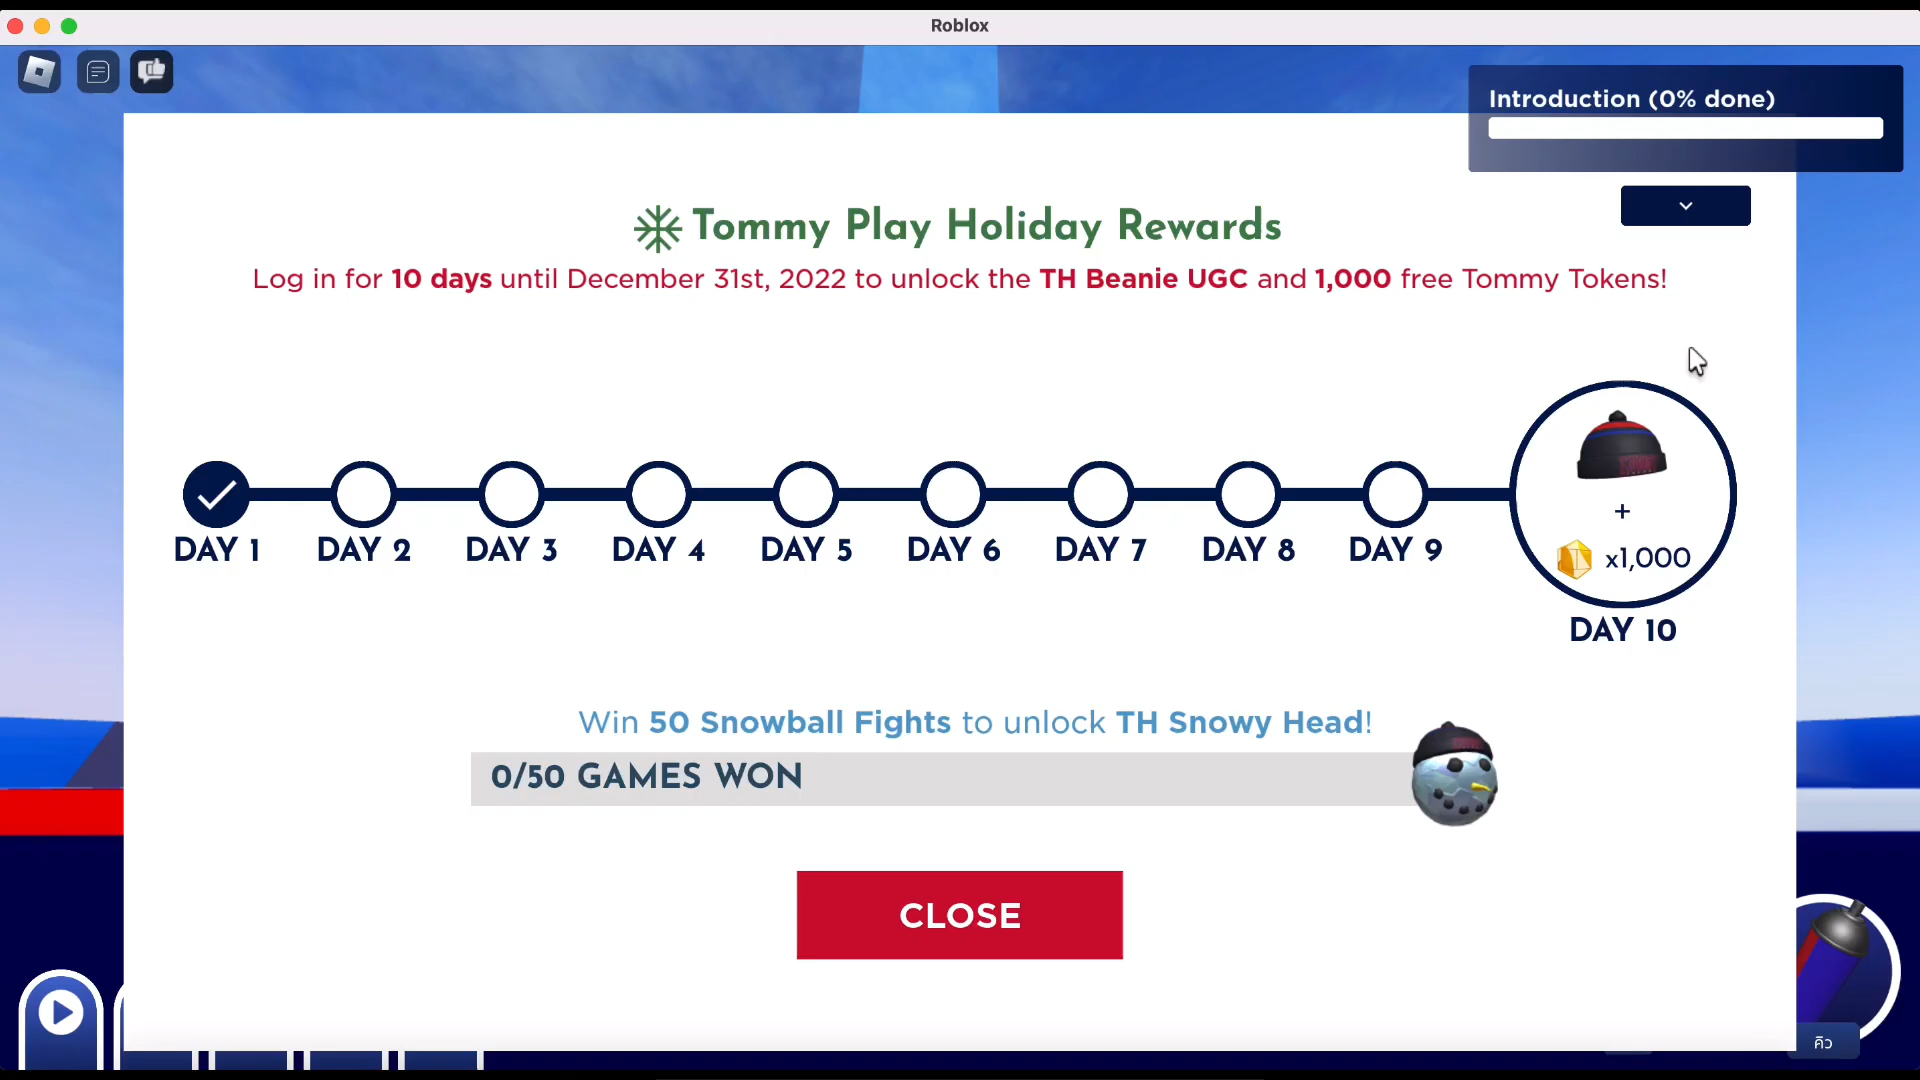 Roblox
Introduction (0% done)
Tommy Play Holiday Rewards
Log in for 10 days until December 31st, 2022 to unlock the TH Beanie UGC and 1,000 free Tommy Tokens!
+
x1,000
DAY 1 DAY 2 DAY 3 DAY 4 DAY 5 DAY 6 DAY 7 DAY 8 DAY 9
DAY 10
Win 50 Snowball Fights to unlock TH Snowy Head!
0/50 GAMES WON
CLOSE
คิว